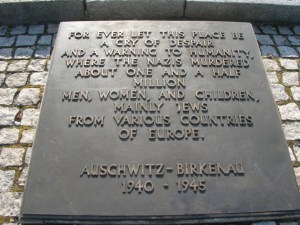 FOR EVER LET THIS PLACE BE
A CRY OF DESPAIR
AND A WARNING TO HUMANITY,
WHERE THE NAZIS MURDERED
ABOUT ONE AND A HALF
MILLION
MEN, WOMEN, AND CHILDREN,
MAINLY JEWS
FROM VARIOUS COUNTRIES
OF EUROPE.
AUSCHWITZ-BIRKENAU
1940 - 1945